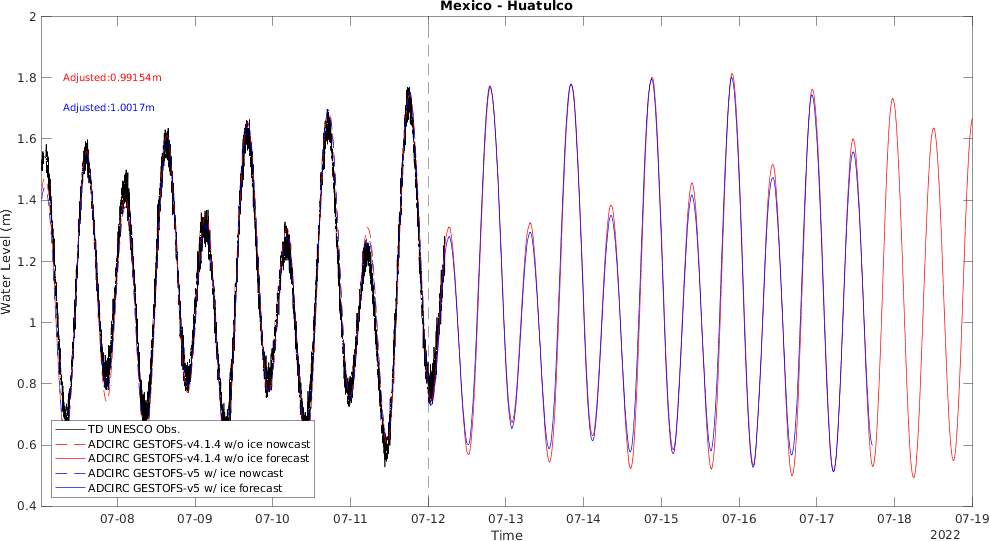 Mexico - Huatulco
2
1.8
1.6
1.4
1.2
1
0.8
0.6
0.4
Water Level (m)
Adjusted:0.99154m
Adjusted:1.0017m
TD UNESCO Obs.
ADCIRC GESTOFS-v4.1.4 w/o ice nowcast
ADCIRC GESTOFS-v4.1.4 w/o ice forecast
ADCIRC GESTOFS-v5 w/ ice nowcast
ADCIRC GESTOFS-v5 w/ ice forecast
07-08 07-09 07-10 07-11 07-12 07-13 07-14 07-15 07-16 07-17 07-18 07-19
Time
2022